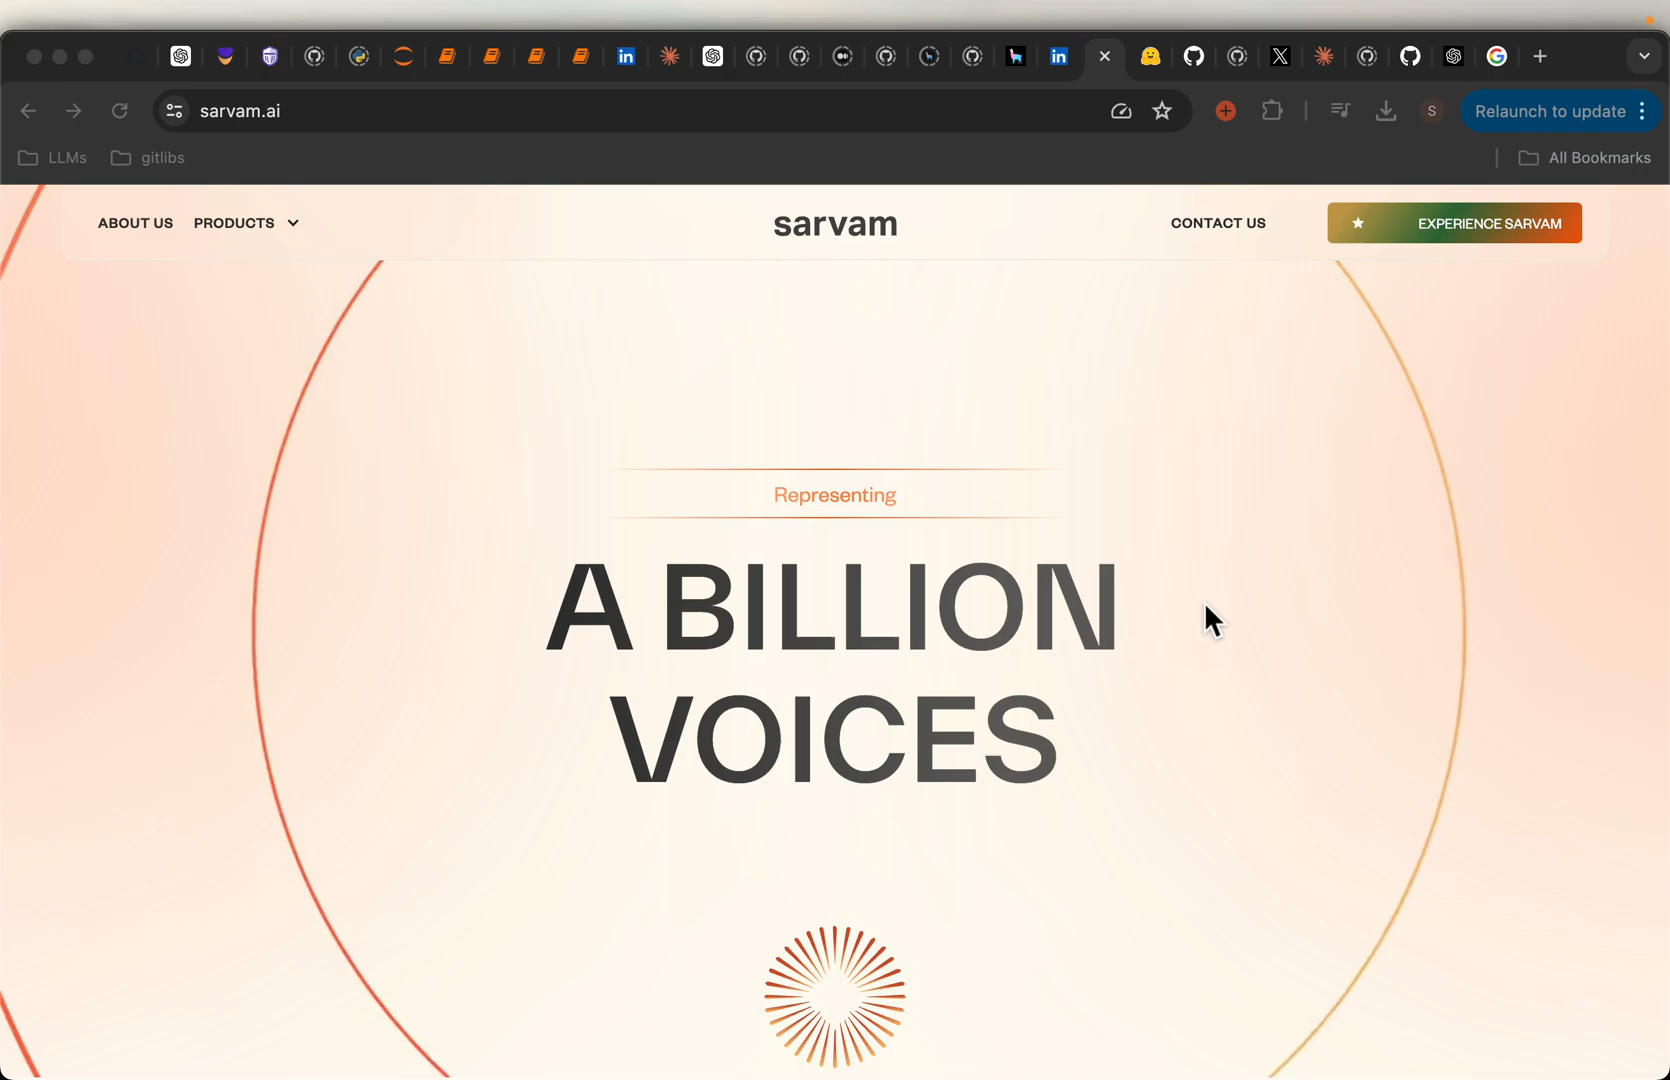 sarvam.ai
Relaunch to update
LLMs
gitlibs
All Bookmarks
ABOUT US
PRODUCTS
sarvam
CONTACT US
EXPERIENCE SARVAM
Representing
A BILLION
VOICES
S